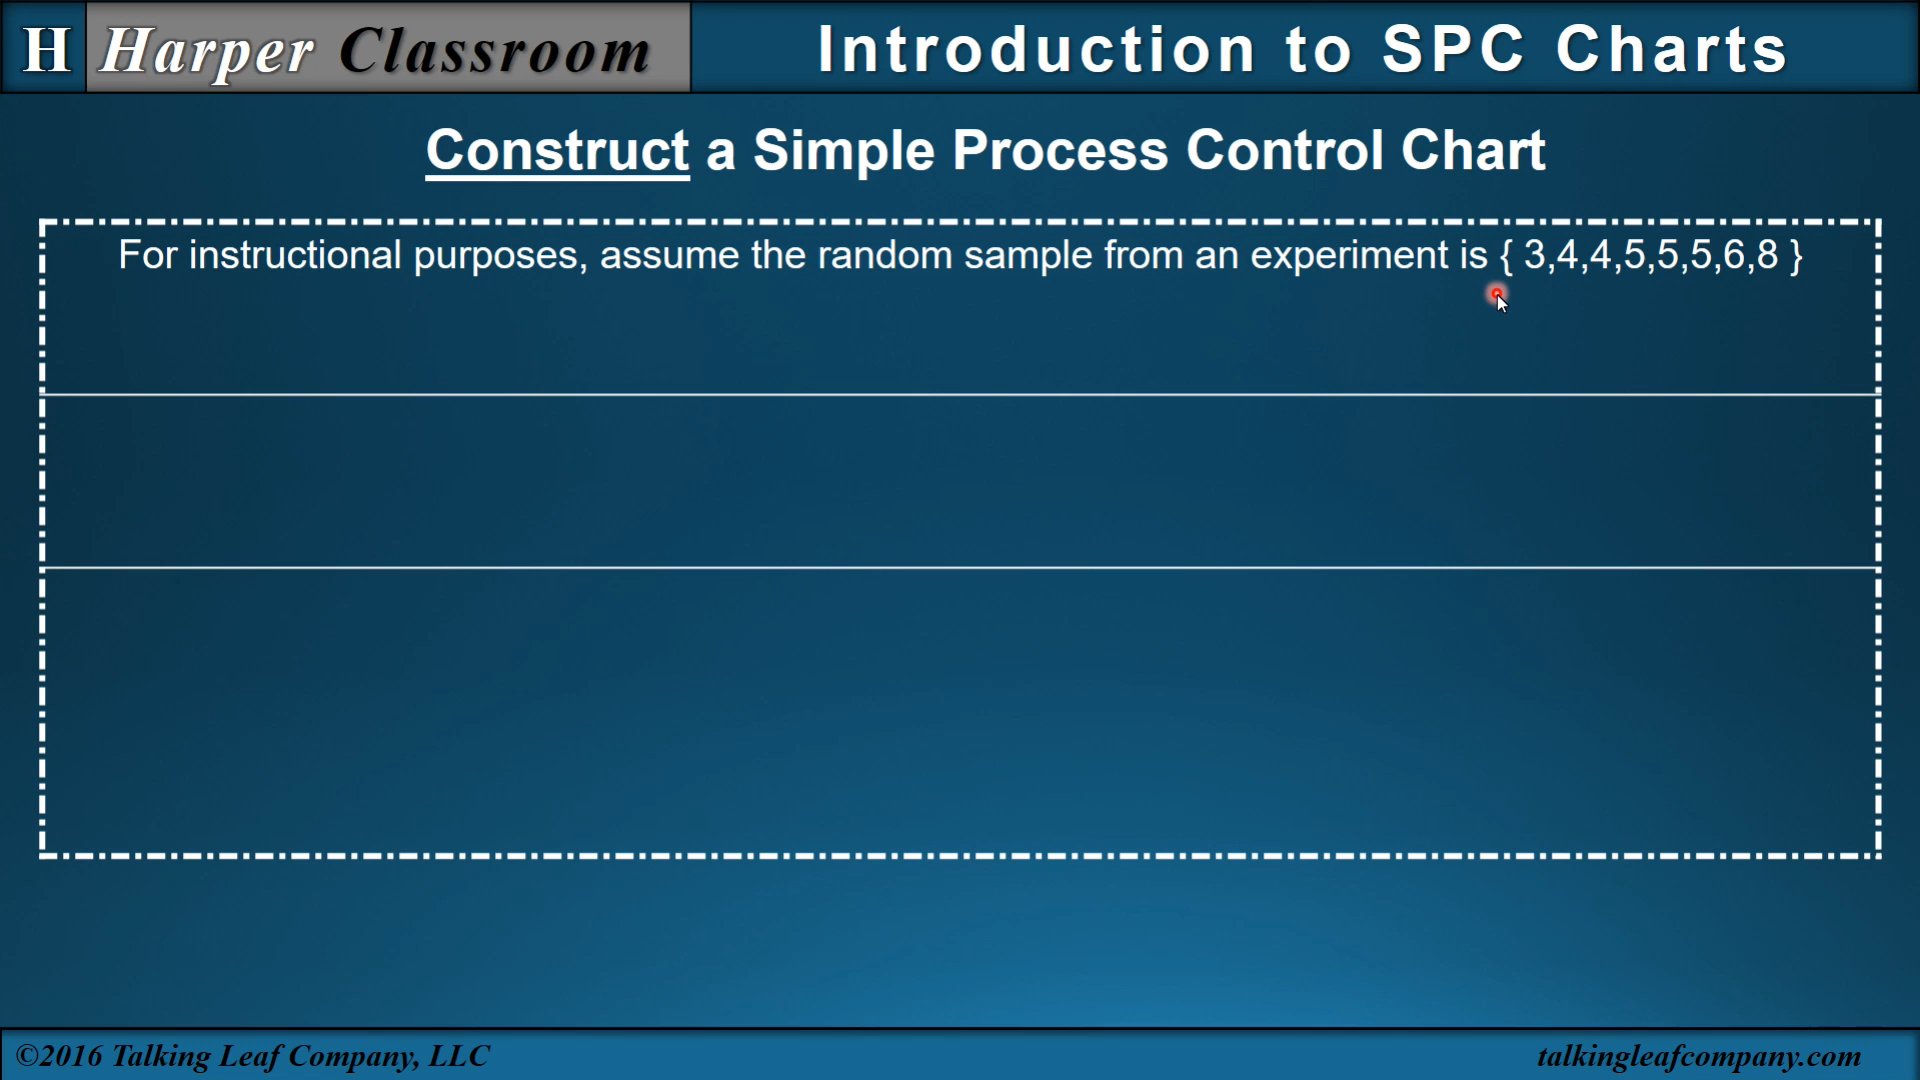 H Harper Classroom Introduction to SPC Charts
Construct a Simple Process Control Chart
For instructional purposes, assume the random sample from an experiment is { 3,4,4,5,5,5,6,8 }
©2016 Talking Leaf Company, LLC talkingleafcompany.com